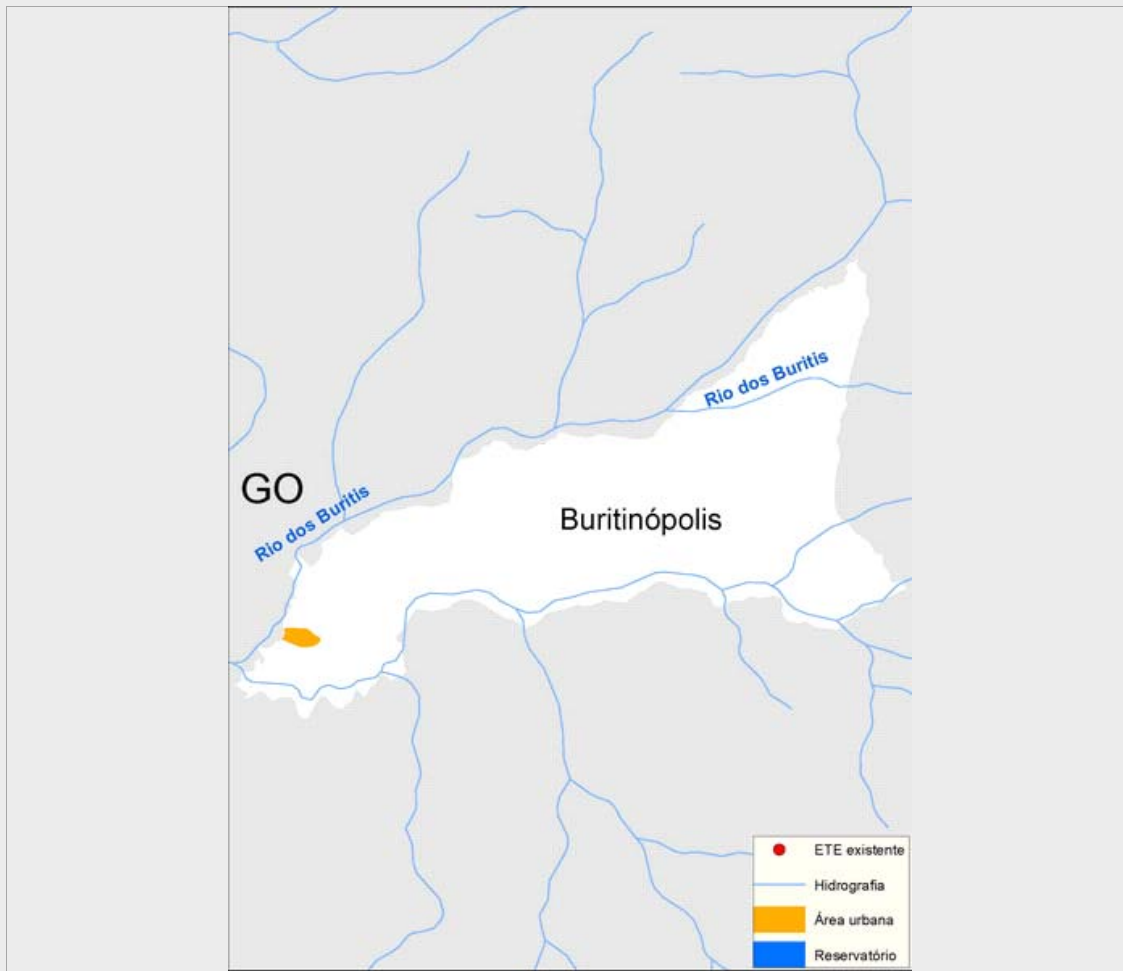 Rio dos Buritis
GO
Rio dos Buritis
Buritinópolis
ETE existente
Hidrografia
Área urbana
Reservatório